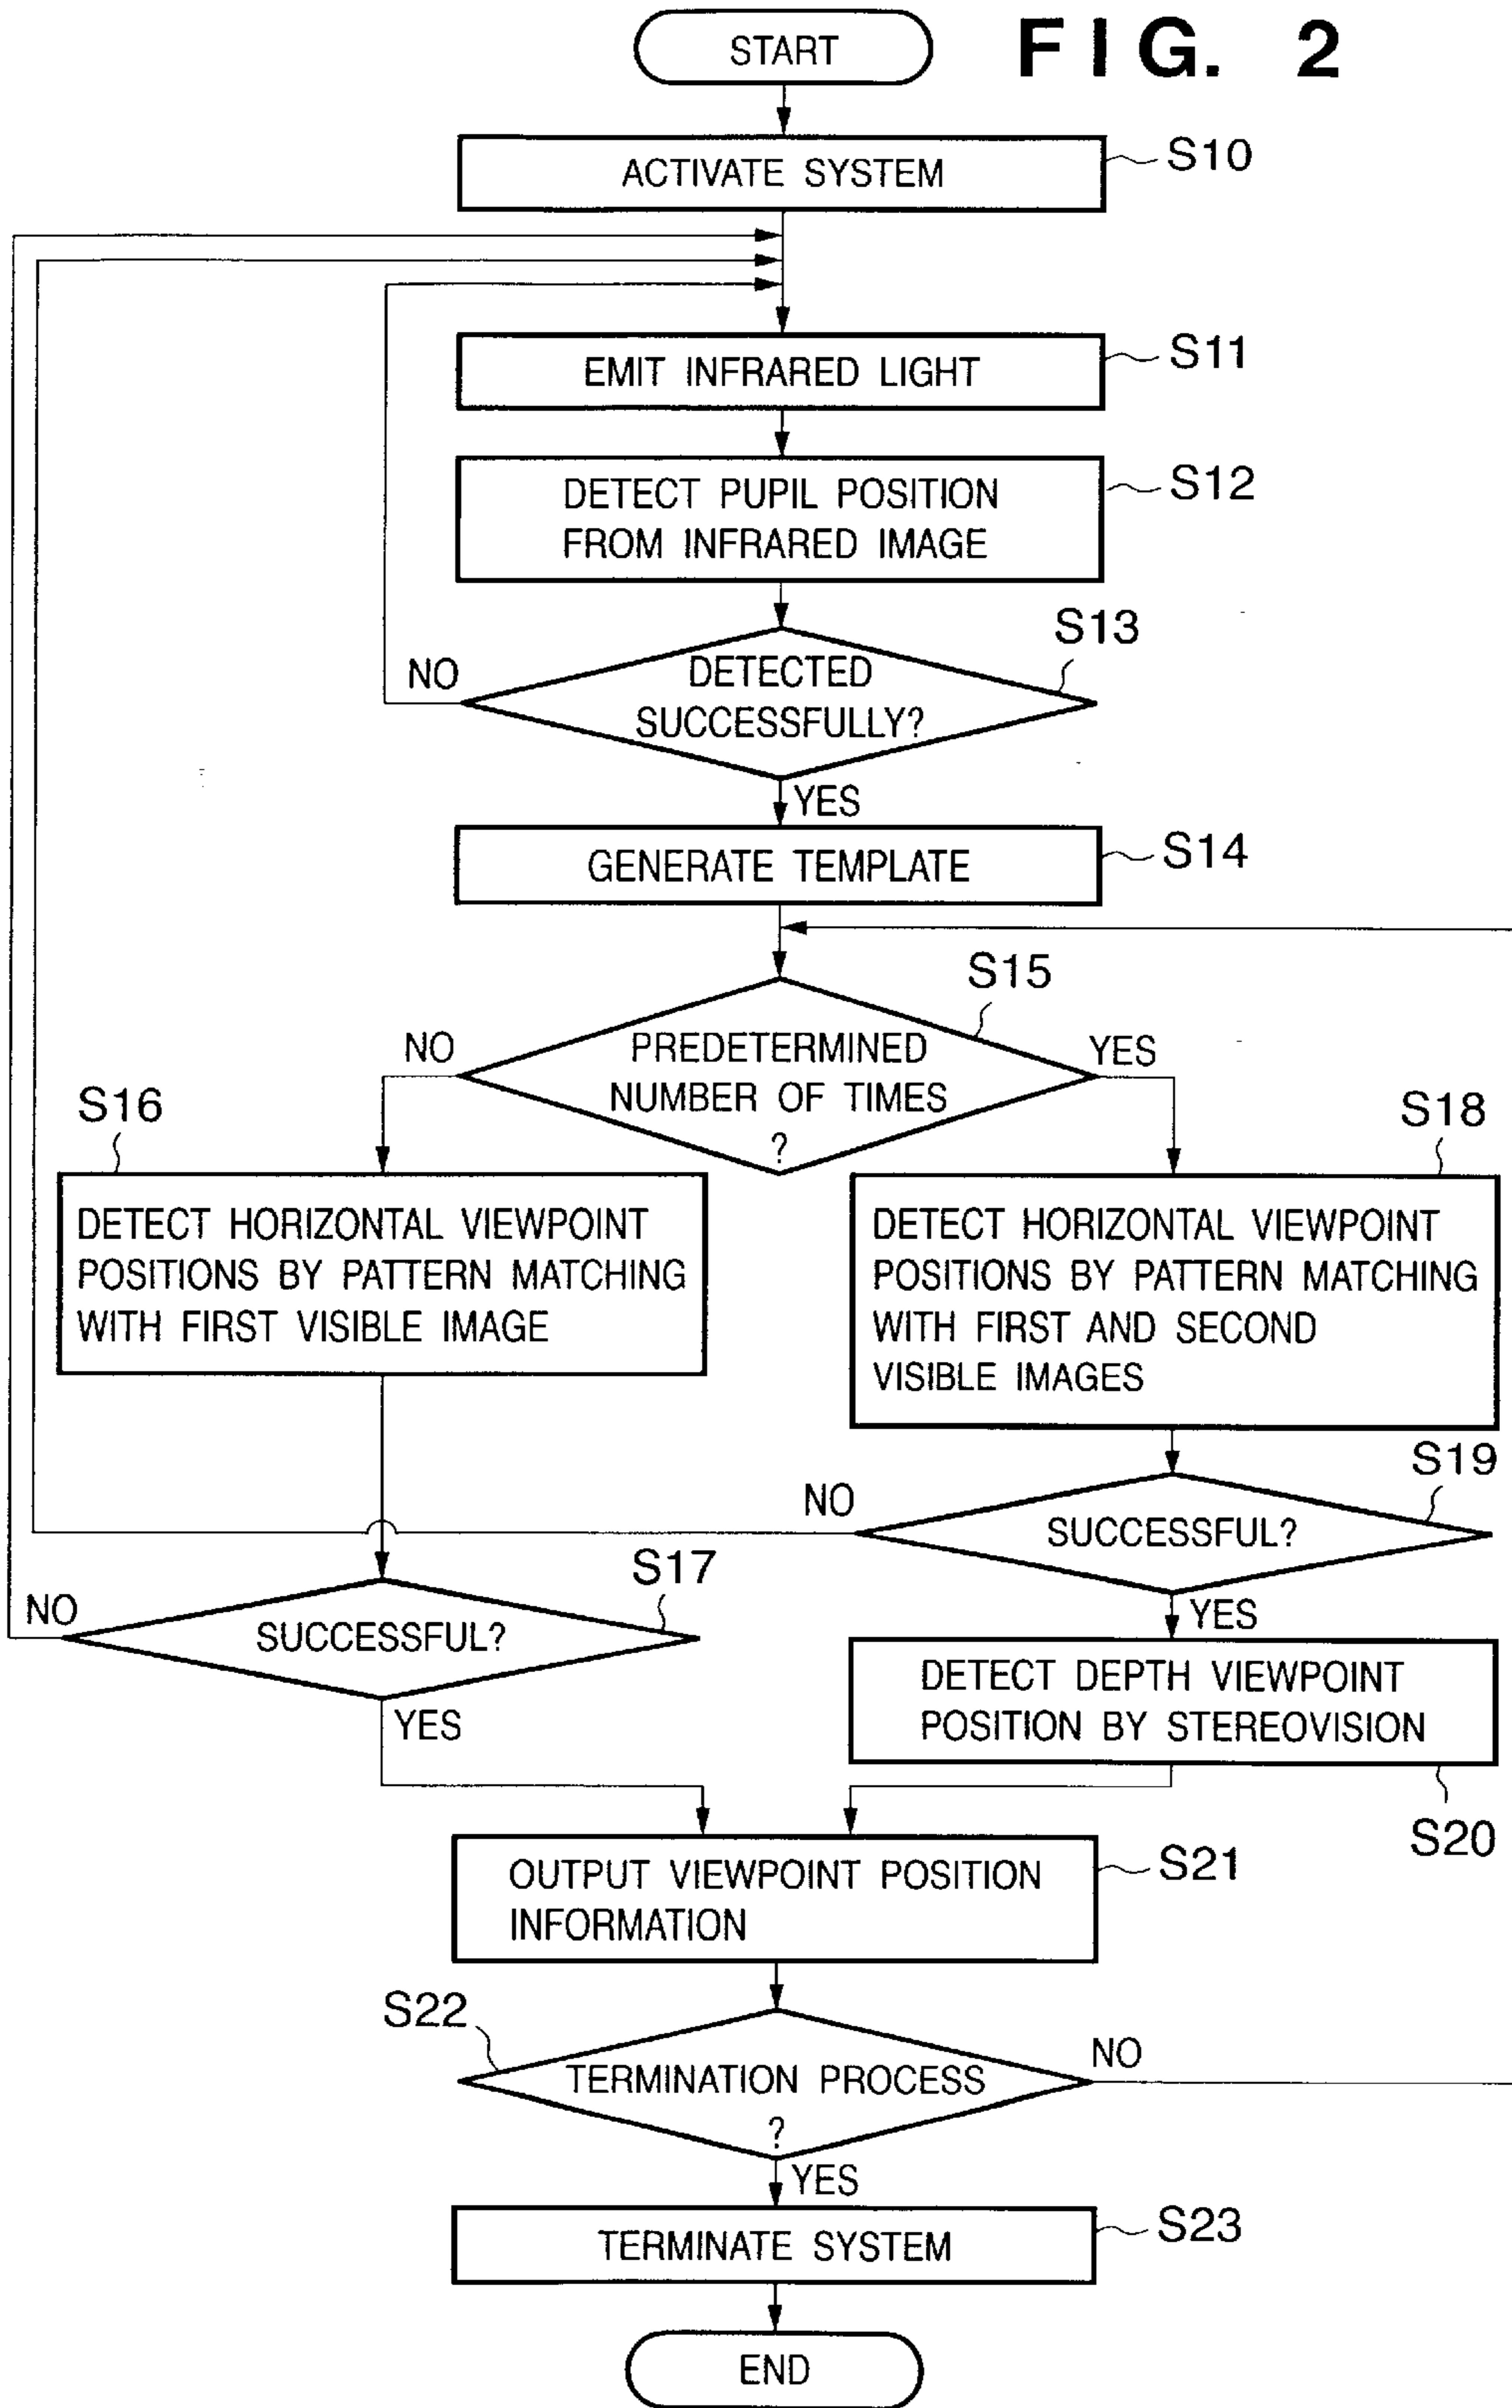 START
FIG. 2
ACTIVATE SYSTEM
S10
EMIT INFRARED LIGHT
S11
DETECT PUPIL POSITION
FROM INFRARED IMAGE
S12
S13
NO
DETECTED
SUCCESSFULLY?
YES
GENERATE TEMPLATE
S14
S15
NO
PREDETERMINED
NUMBER OF TIMES
?
YES
S16
DETECT HORIZONTAL VIEWPOINT
POSITIONS BY PATTERN MATCHING
WITH FIRST VISIBLE IMAGE
S18
DETECT HORIZONTAL VIEWPOINT
POSITIONS BY PATTERN MATCHING
WITH FIRST AND SECOND
VISIBLE IMAGES
S19
NO
SUCCESSFUL?
YES
S17
NO
SUCCESSFUL?
YES
DETECT DEPTH VIEWPOINT
POSITION BY STEREOVISION
S20
OUTPUT VIEWPOINT POSITION
INFORMATION
S21
S22
TERMINATION PROCESS
?
NO
YES
TERMINATE SYSTEM
S23
END